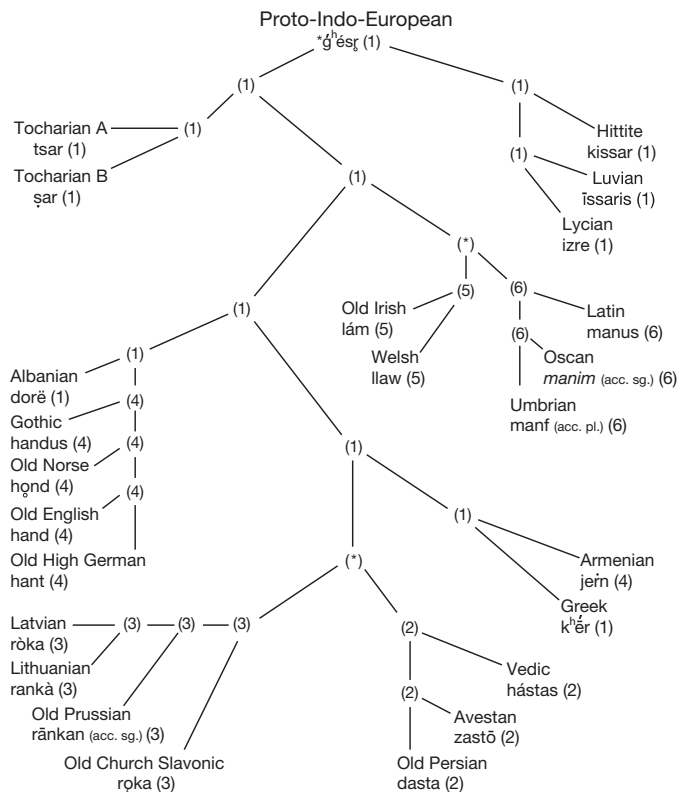 Proto-Indo-European
*ǵʰésr̥ (1)
(1)
(1)
Tocharian A
tsar (1)
(1)
Hittite
kissar (1)
(1)
Tocharian B
ṣar (1)
Luvian
īssaris (1)
(1)
Lycian
izre (1)
(*)
(5)
(6)
Old Irish
lám (5)
Latin
manus (6)
(1)
(6)
Welsh
llaw (5)
Oscan
manim (acc. sg.) (6)
(1)
Albanian
dorë (1)
Umbrian
manf (acc. pl.) (6)
(4)
Gothic
handus (4)
(4)
(1)
Old Norse
hǫnd (4)
(4)
Old English
hand (4)
(1)
Old High German
hant (4)
(*)
Armenian
jeṙn (4)
Greek
kʰḗr (1)
Latvian
ròka (3)
(3)
(3)
(3)
(2)
Lithuanian
rankà (3)
Vedic
hástas (2)
(2)
Old Prussian
rānkan (acc. sg.) (3)
Avestan
zastō (2)
Old Church Slavonic
rǫka (3)
Old Persian
dasta (2)